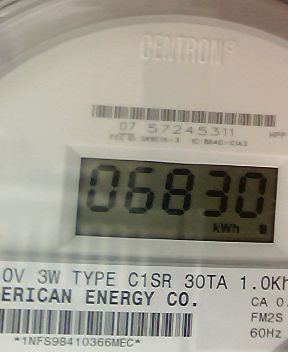 CENTRON®
07 57245311
06830
kWh
0V 3W TYPE C1SR 30TA 1.0Kh
ERICAN ENERGY CO.
CA 0.
FM2S
60Hz
*1NFS98410366MEC*